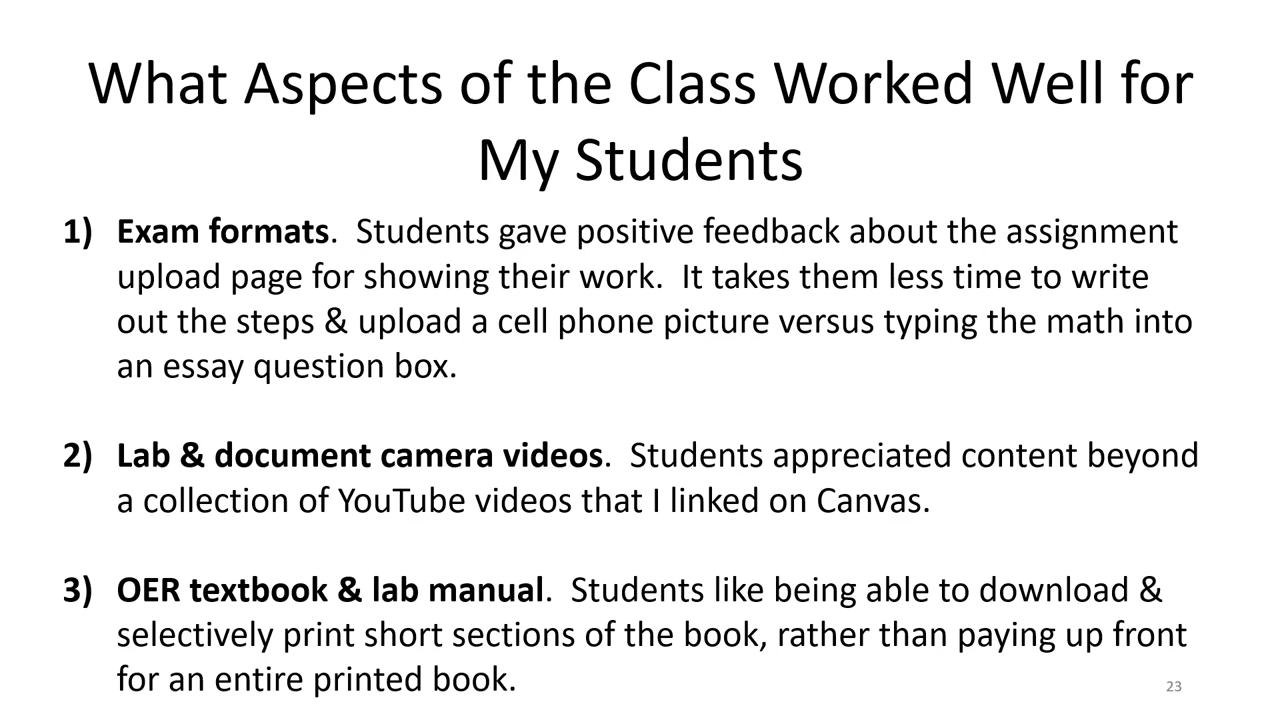 What Aspects of the Class Worked Well for
My Students
1) Exam formats.  Students gave positive feedback about the assignment
upload page for showing their work.  It takes them less time to write
out the steps & upload a cell phone picture versus typing the math into
an essay question box.
2) Lab & document camera videos.  Students appreciated content beyond
a collection of YouTube videos that I linked on Canvas.
3) OER textbook & lab manual.  Students like being able to download &
selectively print short sections of the book, rather than paying up front
for an entire printed book.
23